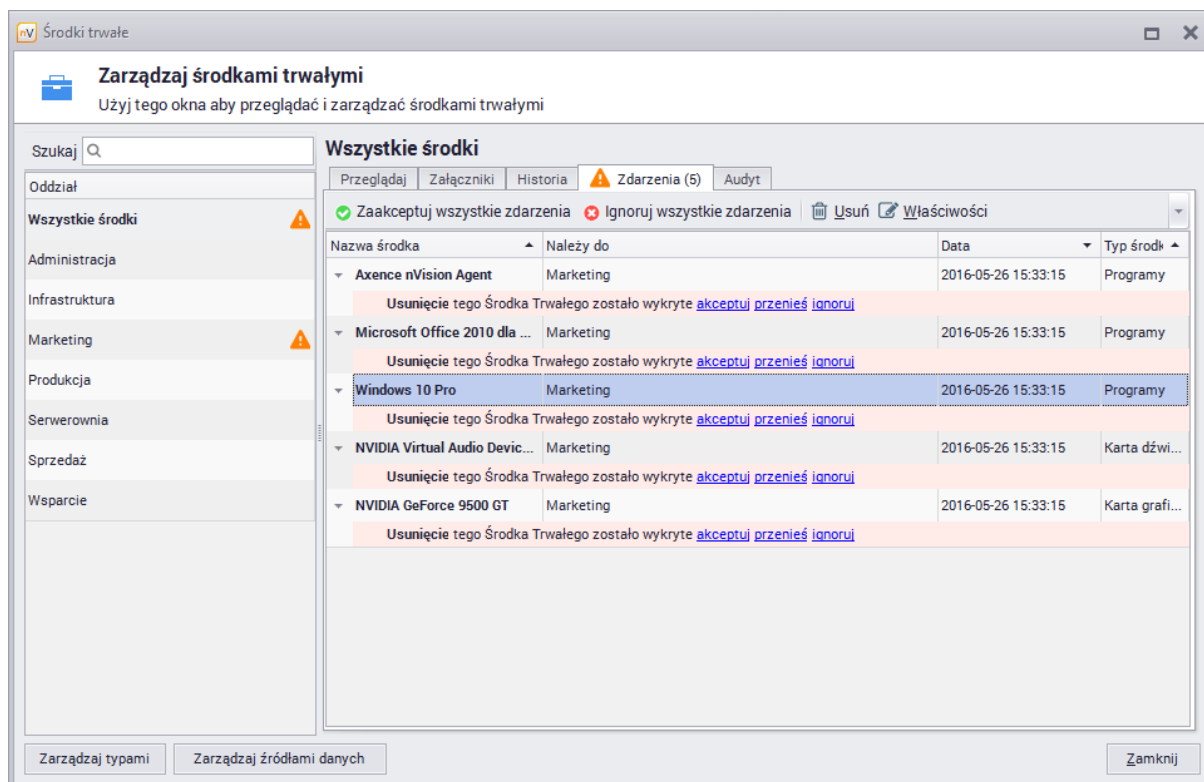 nV Środki trwałe
Zarządzaj środkami trwałymi
Użyj tego okna aby przeglądać i zarządzać środkami trwałymi
Szukaj
Oddział
Wszystkie środki
Administracja
Infrastruktura
Marketing
Produkcja
Serwerownia
Sprzedaż
Wsparcie
Wszystkie środki
Przeglądaj Załączniki Historia Zdarzenia (5) Audyt
Zaakceptuj wszystkie zdarzenia Ignoruj wszystkie zdarzenia Usuń Właściwości
Nazwa środka Należy do Data Typ środk
Axence nVision Agent Marketing 2016-05-26 15:33:15 Programy
Usunięcie tego Środka Trwałego zostało wykryte akceptuj przenieś ignoruj
Microsoft Office 2010 dla ... Marketing 2016-05-26 15:33:15 Programy
Usunięcie tego Środka Trwałego zostało wykryte akceptuj przenieś ignoruj
Windows 10 Pro Marketing 2016-05-26 15:33:15 Programy
Usunięcie tego Środka Trwałego zostało wykryte akceptuj przenieś ignoruj
NVIDIA Virtual Audio Devic... Marketing 2016-05-26 15:33:15 Karta dźwi...
Usunięcie tego Środka Trwałego zostało wykryte akceptuj przenieś ignoruj
NVIDIA GeForce 9500 GT Marketing 2016-05-26 15:33:15 Karta grafi...
Usunięcie tego Środka Trwałego zostało wykryte akceptuj przenieś ignoruj
Zarządzaj typami Zarządzaj źródłami danych Zamknij